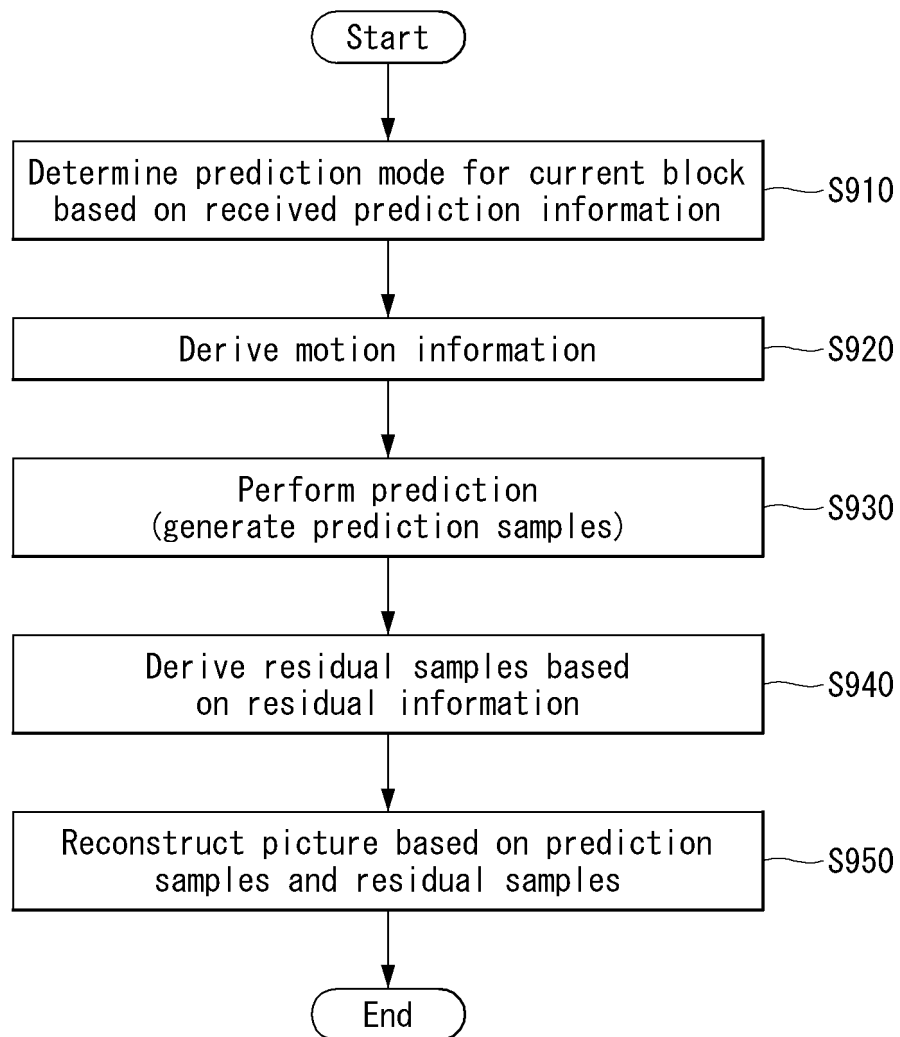 Start
Determine prediction mode for current block
based on received prediction information
S910
Derive motion information
S920
Perform prediction
(generate prediction samples)
S930
Derive residual samples based
on residual information
S940
Reconstruct picture based on prediction
samples and residual samples
S950
End